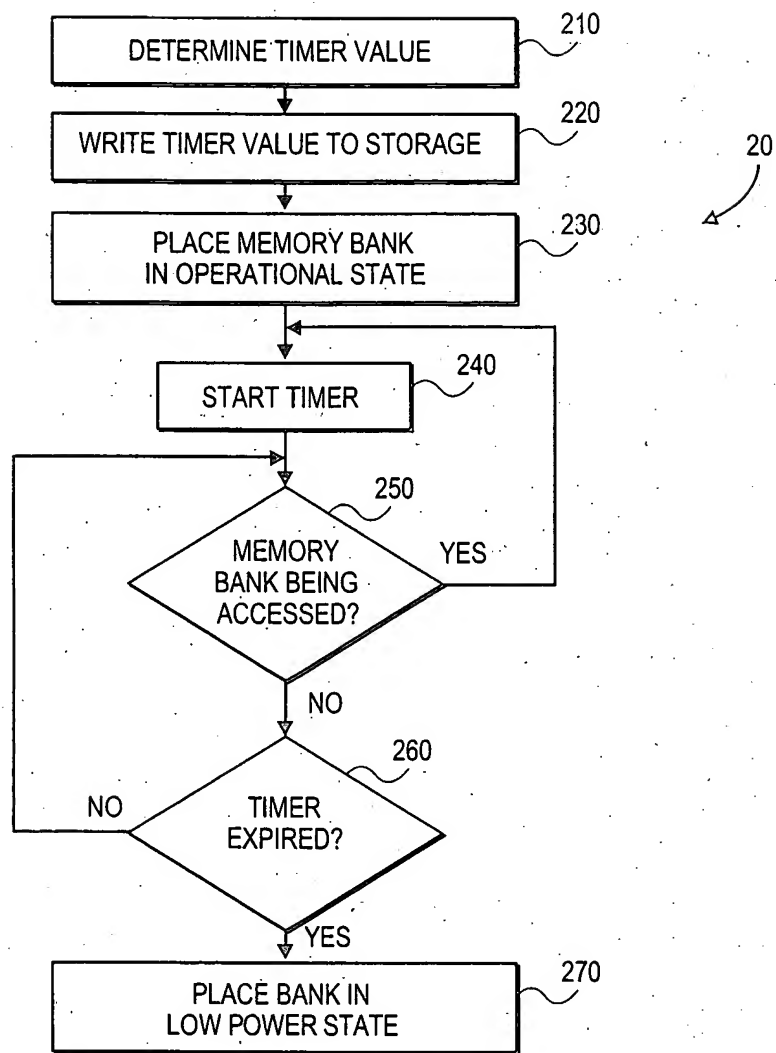 DETERMINE TIMER VALUE
210
WRITE TIMER VALUE TO STORAGE
220
20
PLACE MEMORY BANK
IN OPERATIONAL STATE
230
START TIMER
240
250
MEMORY
BANK BEING
ACCESSED?
YES
NO
260
NO
TIMER
EXPIRED?
YES
PLACE BANK IN
LOW POWER STATE
270